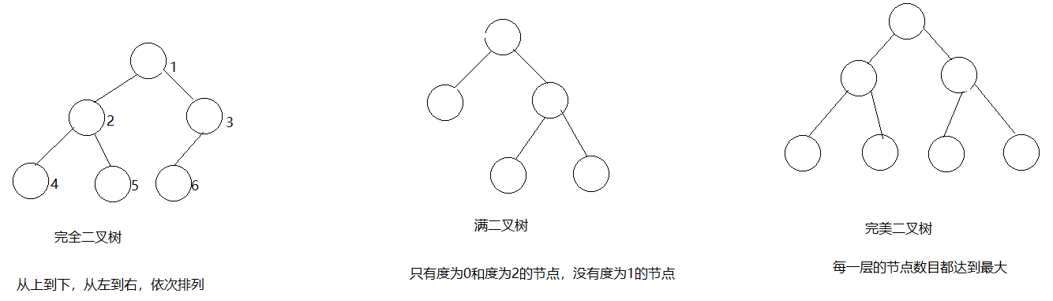 1
2
3
4
5
6
完全二叉树
从上到下，从左到右，依次排列
满二叉树
只有度为0和度为2的节点，没有度为1的节点
完美二叉树
每一层的节点数目都达到最大